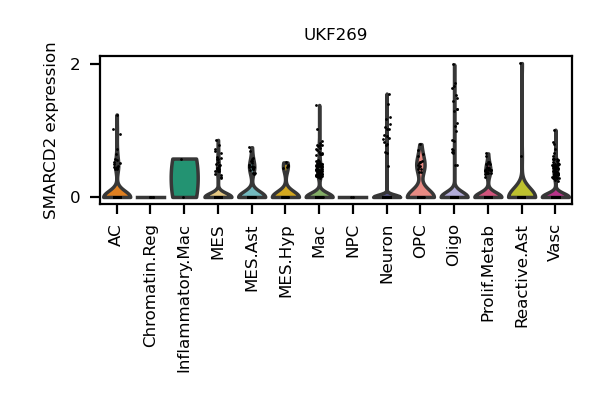 UKF269
SMARCD2 expression
2
0
AC
Chromatin.Reg
Inflammatory.Mac
MES
MES.Ast
MES.Hyp
Mac
NPC
Neuron
OPC
Oligo
Prolif.Metab
Reactive.Ast
Vasc